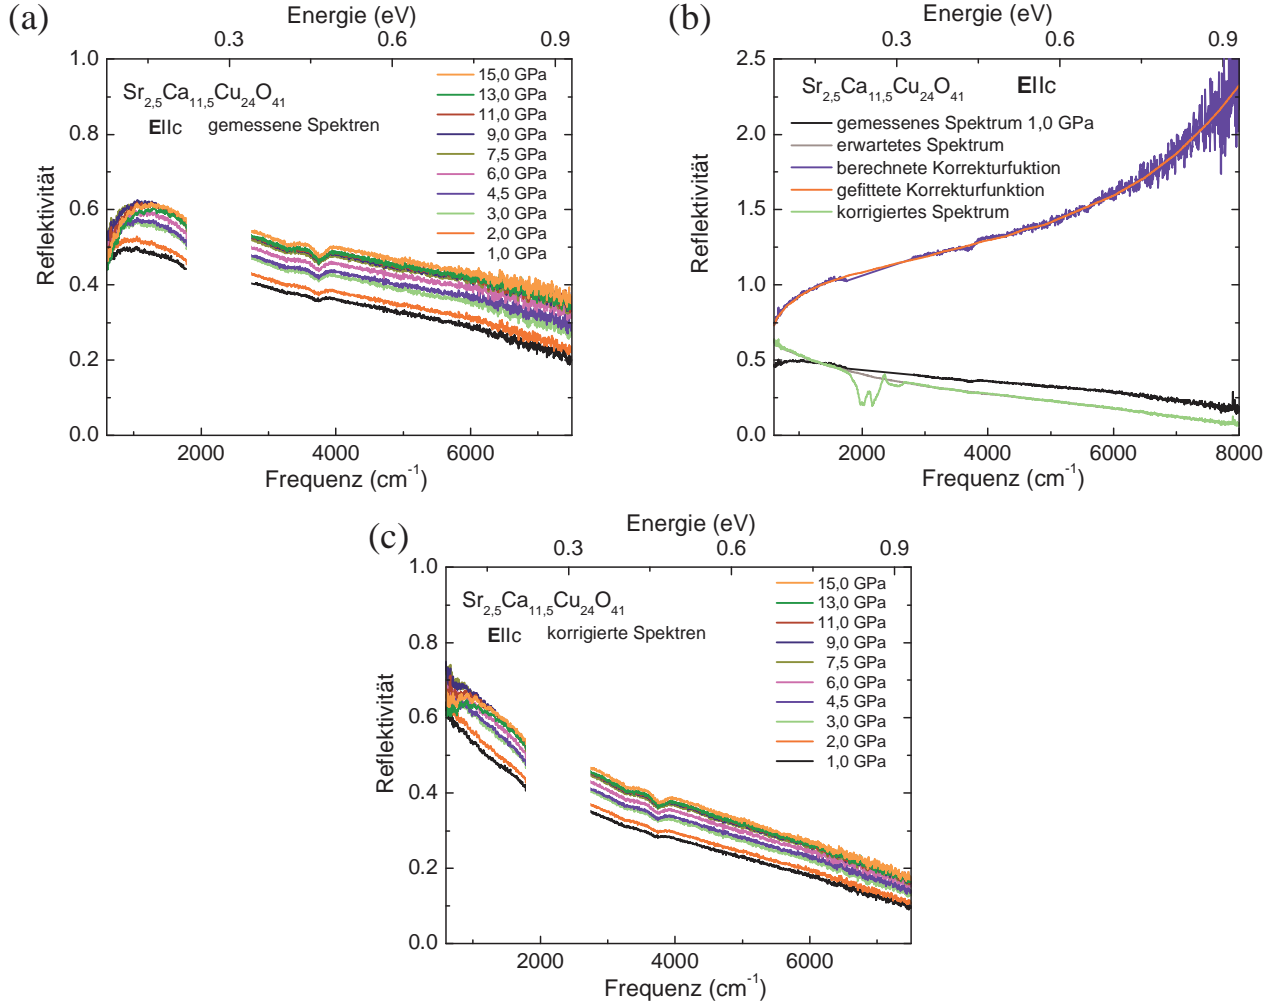 (a)
Energie (eV)
0.3 0.6 0.9
1.0
0.8
0.6
0.4
0.2
0.0
Reflektivität
Sr2,5Ca11,5Cu24O41
EIIc gemessene Spektren
15,0 GPa
13,0 GPa
11,0 GPa
9,0 GPa
7,5 GPa
6,0 GPa
4,5 GPa
3,0 GPa
2,0 GPa
1,0 GPa
2000 4000 6000
Frequenz (cm-1)
(b)
Energie (eV)
0.3 0.6 0.9
2.5
2.0
1.5
1.0
0.5
0.0
Reflektivität
Sr2,5Ca11,5Cu24O41 EIIc
gemessenes Spektrum 1,0 GPa
erwartetes Spektrum
berechnete Korrekturfuktion
gefittete Korrekturfunktion
korrigiertes Spektrum
2000 4000 6000 8000
Frequenz (cm-1)
(c)
Energie (eV)
0.3 0.6 0.9
1.0
0.8
0.6
0.4
0.2
0.0
Reflektivität
Sr2,5Ca11,5Cu24O41
EIIc korrigierte Spektren
15,0 GPa
13,0 GPa
11,0 GPa
9,0 GPa
7,5 GPa
6,0 GPa
4,5 GPa
3,0 GPa
2,0 GPa
1,0 GPa
2000 4000 6000
Frequenz (cm-1)